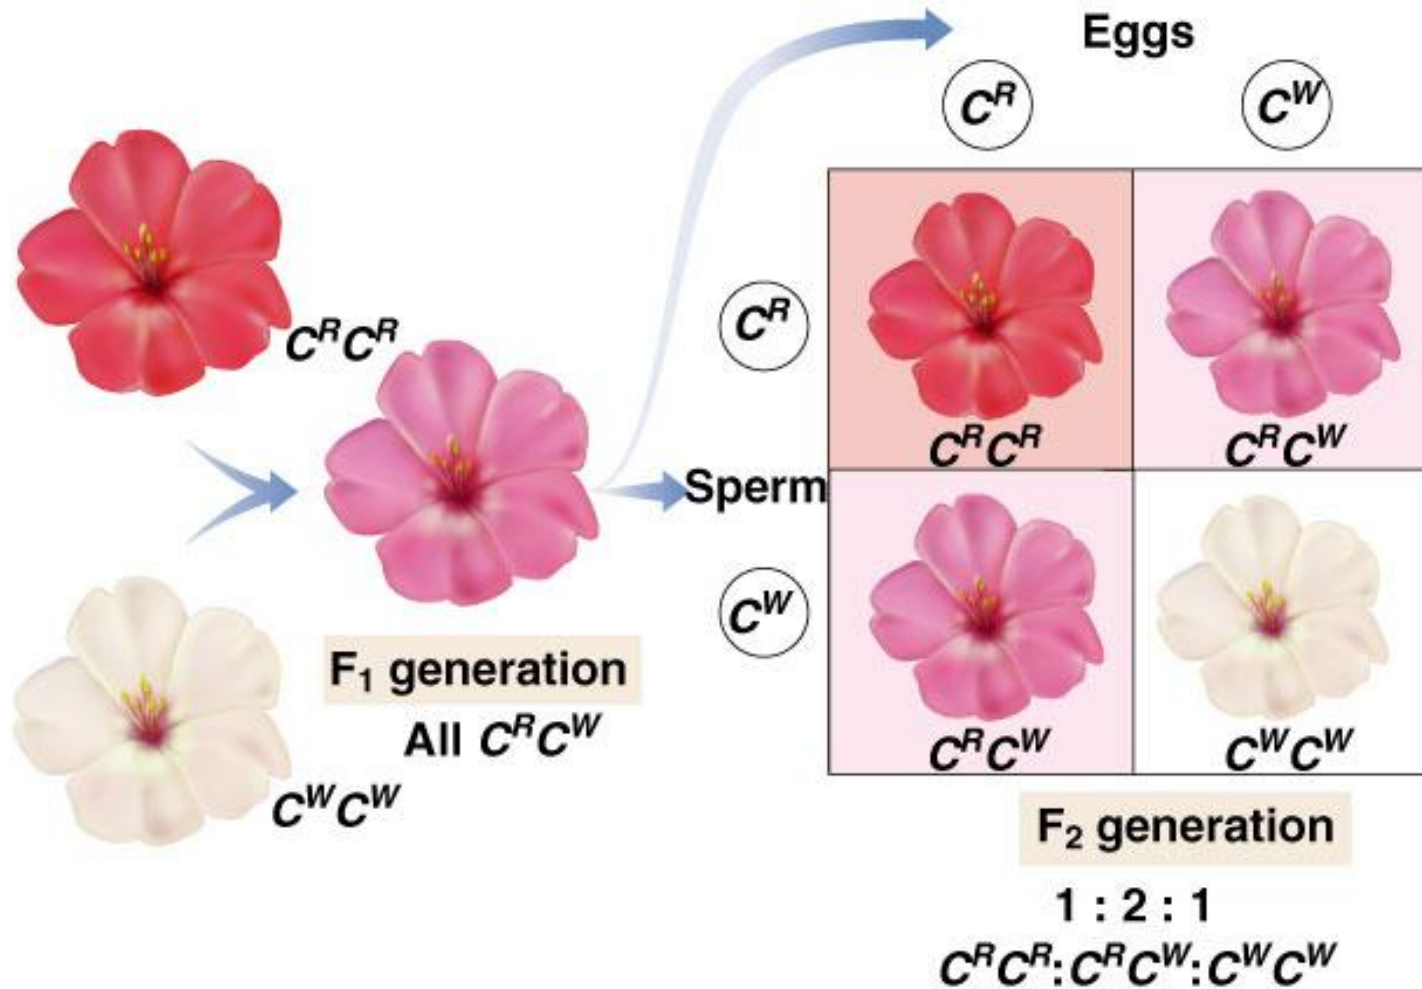 Eggs
C^R C^W
C^R
C^RC^R
C^RC^R C^RC^W
Sperm
C^W
F₁ generation
All C^RC^W
C^RC^W C^WC^W
C^WC^W
F₂ generation
1 : 2 : 1
C^RC^R:C^RC^W:C^WC^W